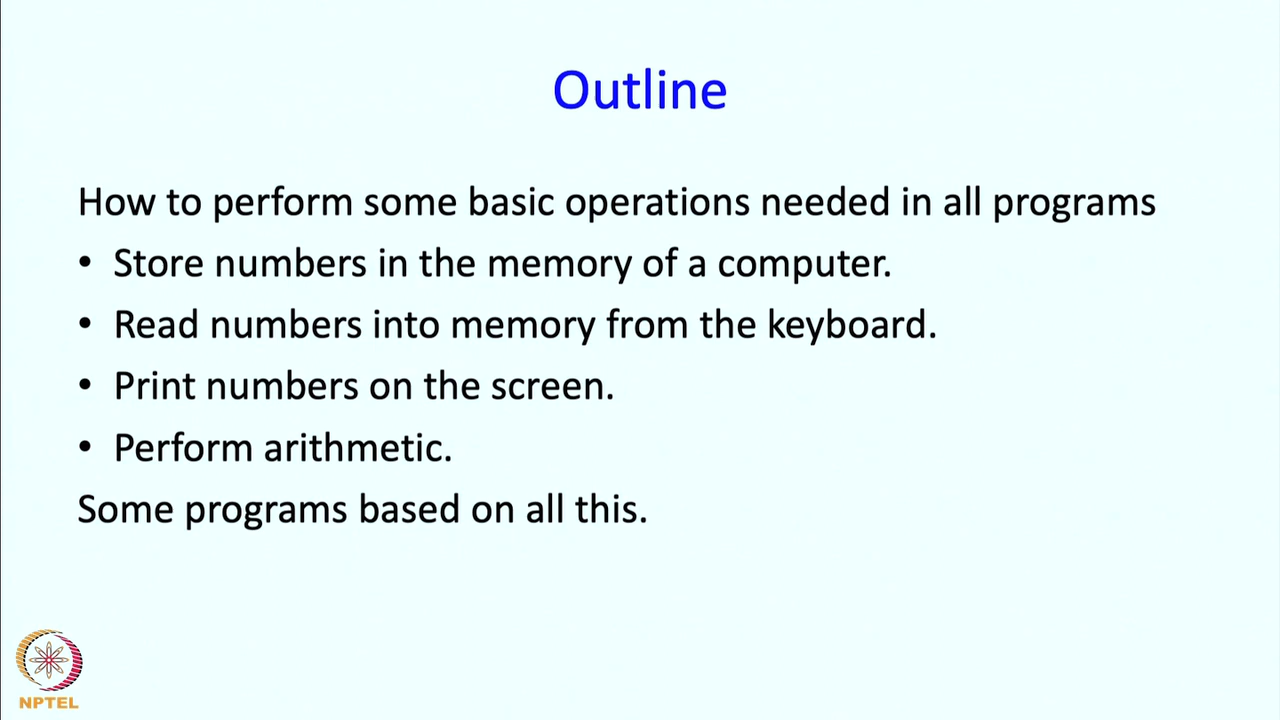 Outline
How to perform some basic operations needed in all programs
• Store numbers in the memory of a computer.
• Read numbers into memory from the keyboard.
• Print numbers on the screen.
• Perform arithmetic.
Some programs based on all this.
NPTEL